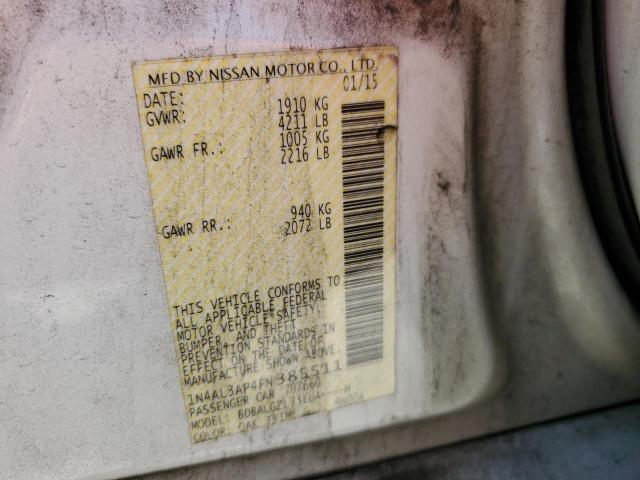 MFD BY NISSAN MOTOR CO., LTD.
DATE: 01/15
GVWR: 1910 KG
4211 LB
GAWR FR.: 1005 KG
2216 LB
GAWR RR.: 940 KG
2072 LB
THIS VEHICLE CONFORMS TO
ALL APPLICABLE FEDERAL
MOTOR VEHICLE SAFETY,
BUMPER, AND THEFT
PREVENTION STANDARDS IN
EFFECT ON THE DATE OF
MANUFACTURE SHOWN ABOVE.
1N4AL3AP4FN385511
PASSENGER CAR
MODEL:
COLOR: